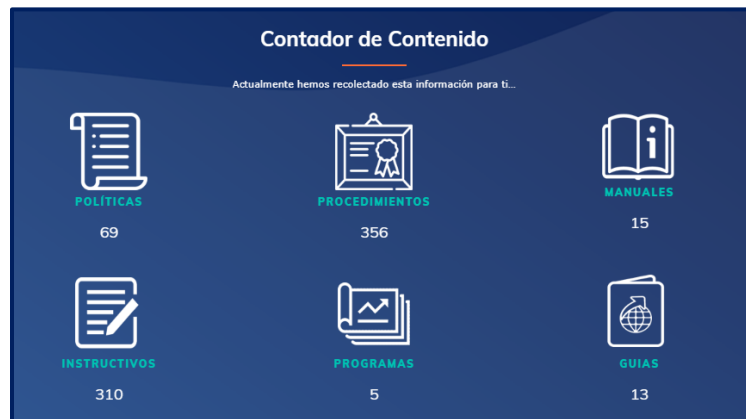 Contador de Contenido
Actualmente hemos recolectado esta información para ti...
POLÍTICAS
69
PROCEDIMIENTOS
356
MANUALES
15
INSTRUCTIVOS
310
PROGRAMAS
5
GUIAS
13